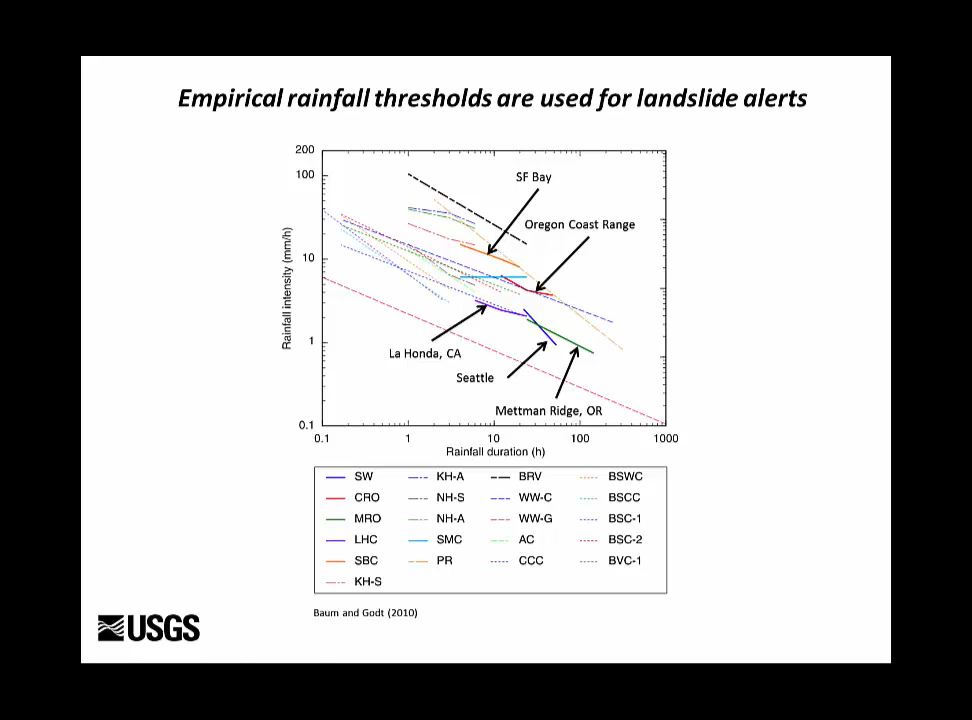 Empirical rainfall thresholds are used for landslide alerts
200
100
10
1
0.1
Rainfall intensity (mm/h)
SF Bay
Oregon Coast Range
La Honda, CA
Seattle
Mettman Ridge, OR
0.1 1 10 100 1000
Rainfall duration (h)
SW KH-A BRV BSWC
CRO NH-S WW-C BSCC
MRO NH-A WW-G BSC-1
LHC SMC AC BSC-2
SBC PR CCC BVC-1
KH-S
Baum and Godt (2010)
USGS